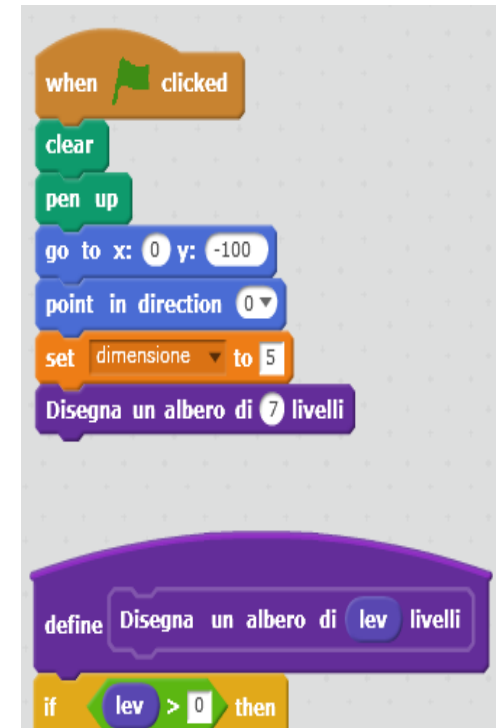 when clicked
clear
pen up
go to x: 0 y: -100
point in direction 0
set dimensione to 5
Disegna un albero di 7 livelli
define Disegna un albero di lev livelli
if lev > 0 then